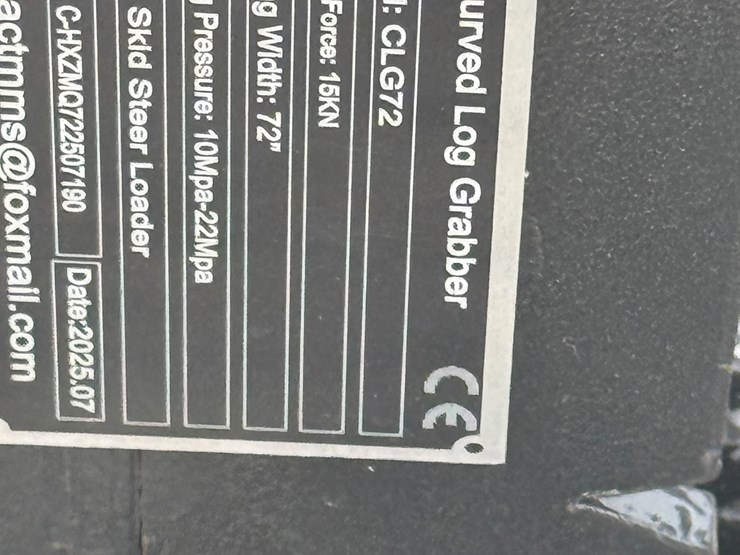 urved Log Grabber CE
l: CLG72
Force: 15KN
g Width: 72"
g Pressure: 10Mpa-22Mpa
Skid Steer Loader
C-HXZMQT22507190 Date:2025.07
actmms@foxmail.com